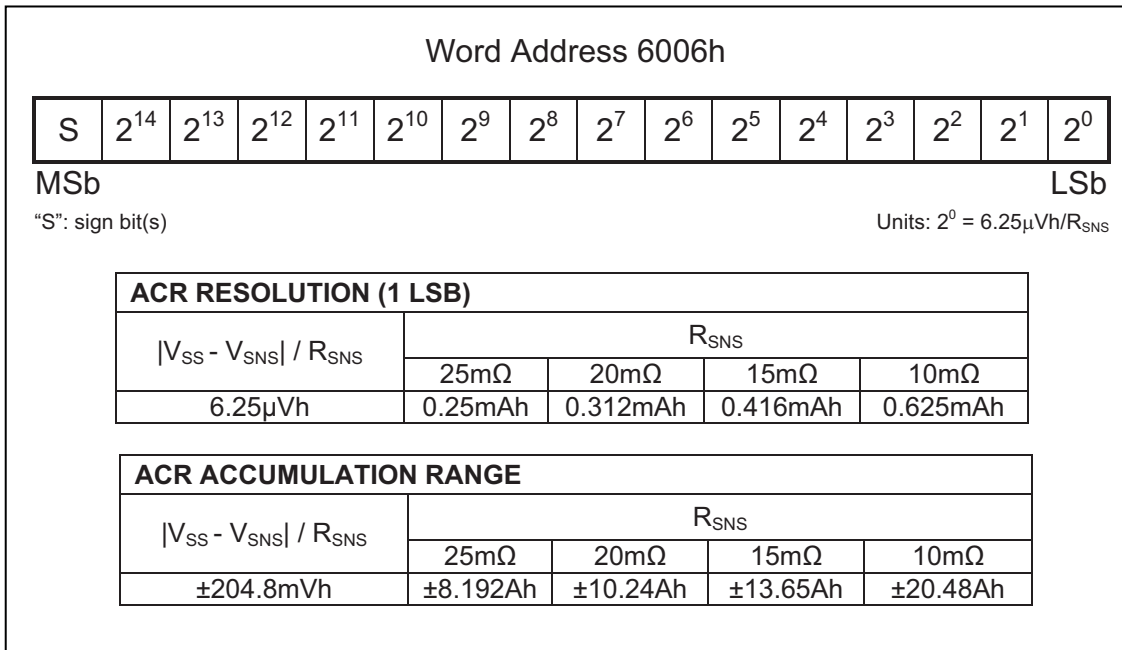 Word Address 6006h
S 2^14 2^13 2^12 2^11 2^10 2^9 2^8 2^7 2^6 2^5 2^4 2^3 2^2 2^1 2^0
MSb LSb
“S”: sign bit(s) Units: 2^0 = 6.25μVh/R_SNS
ACR RESOLUTION (1 LSB)
|V_SS - V_SNS| / R_SNS R_SNS
25mΩ 20mΩ 15mΩ 10mΩ
6.25µVh 0.25mAh 0.312mAh 0.416mAh 0.625mAh
ACR ACCUMULATION RANGE
|V_SS - V_SNS| / R_SNS R_SNS
25mΩ 20mΩ 15mΩ 10mΩ
±204.8mVh ±8.192Ah ±10.24Ah ±13.65Ah ±20.48Ah